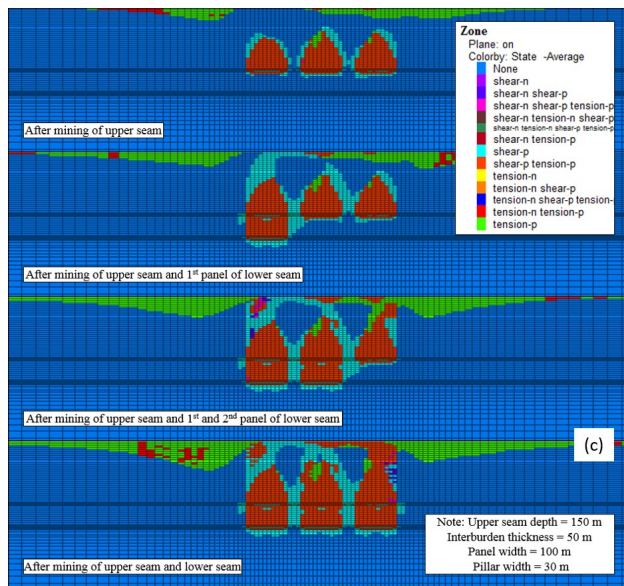 Zone
Plane: on
Colorby: State -Average
None
shear-n
shear-n shear-p
shear-n shear-p tension-p
shear-n tension-n shear-p
shear-n tension-n shear-p tension-p
shear-n tension-p
shear-p
shear-p tension-p
tension-n
tension-n shear-p
tension-n shear-p tension-
tension-n tension-p
tension-p
After mining of upper seam
After mining of upper seam and 1st panel of lower seam
After mining of upper seam and 1st and 2nd panel of lower seam
(c)
After mining of upper seam and lower seam
Note: Upper seam depth = 150 m
Interburden thickness = 50 m
Panel width = 100 m
Pillar width = 30 m